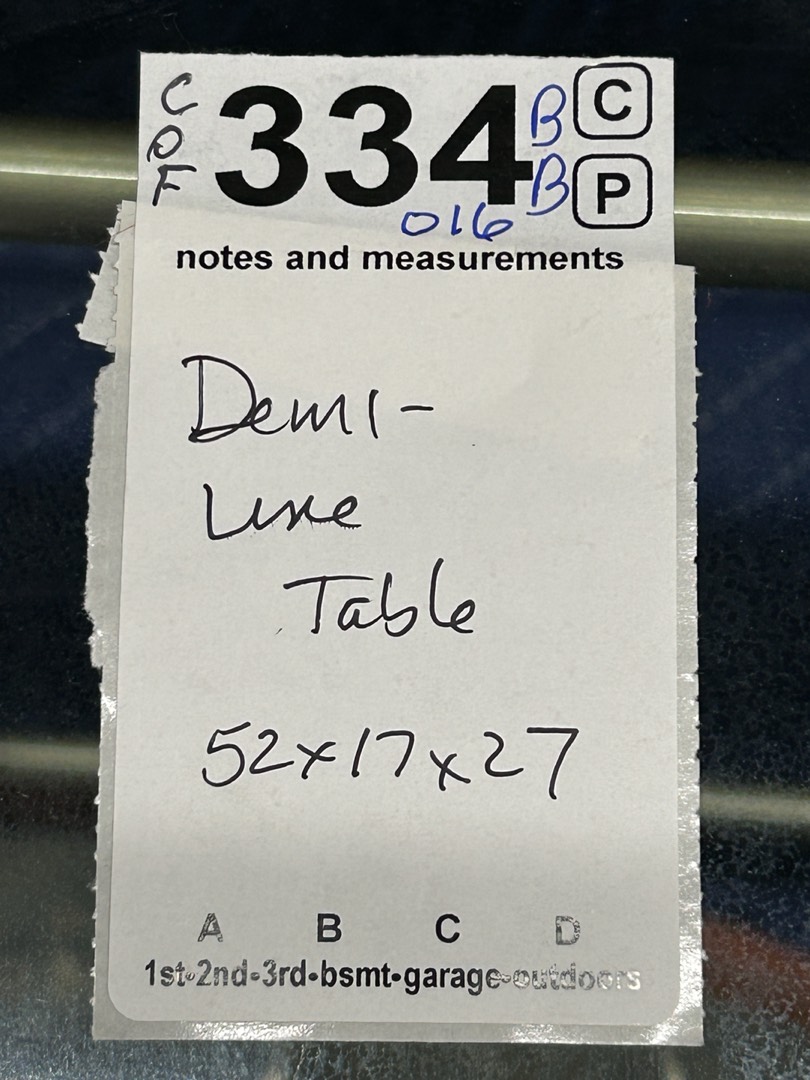 C O F 334 B B C P
016
notes and measurements
Demi-
Lune
Table
52x17x27
A B C D
1st-2nd-3rd-bsmt-garage-outdoors